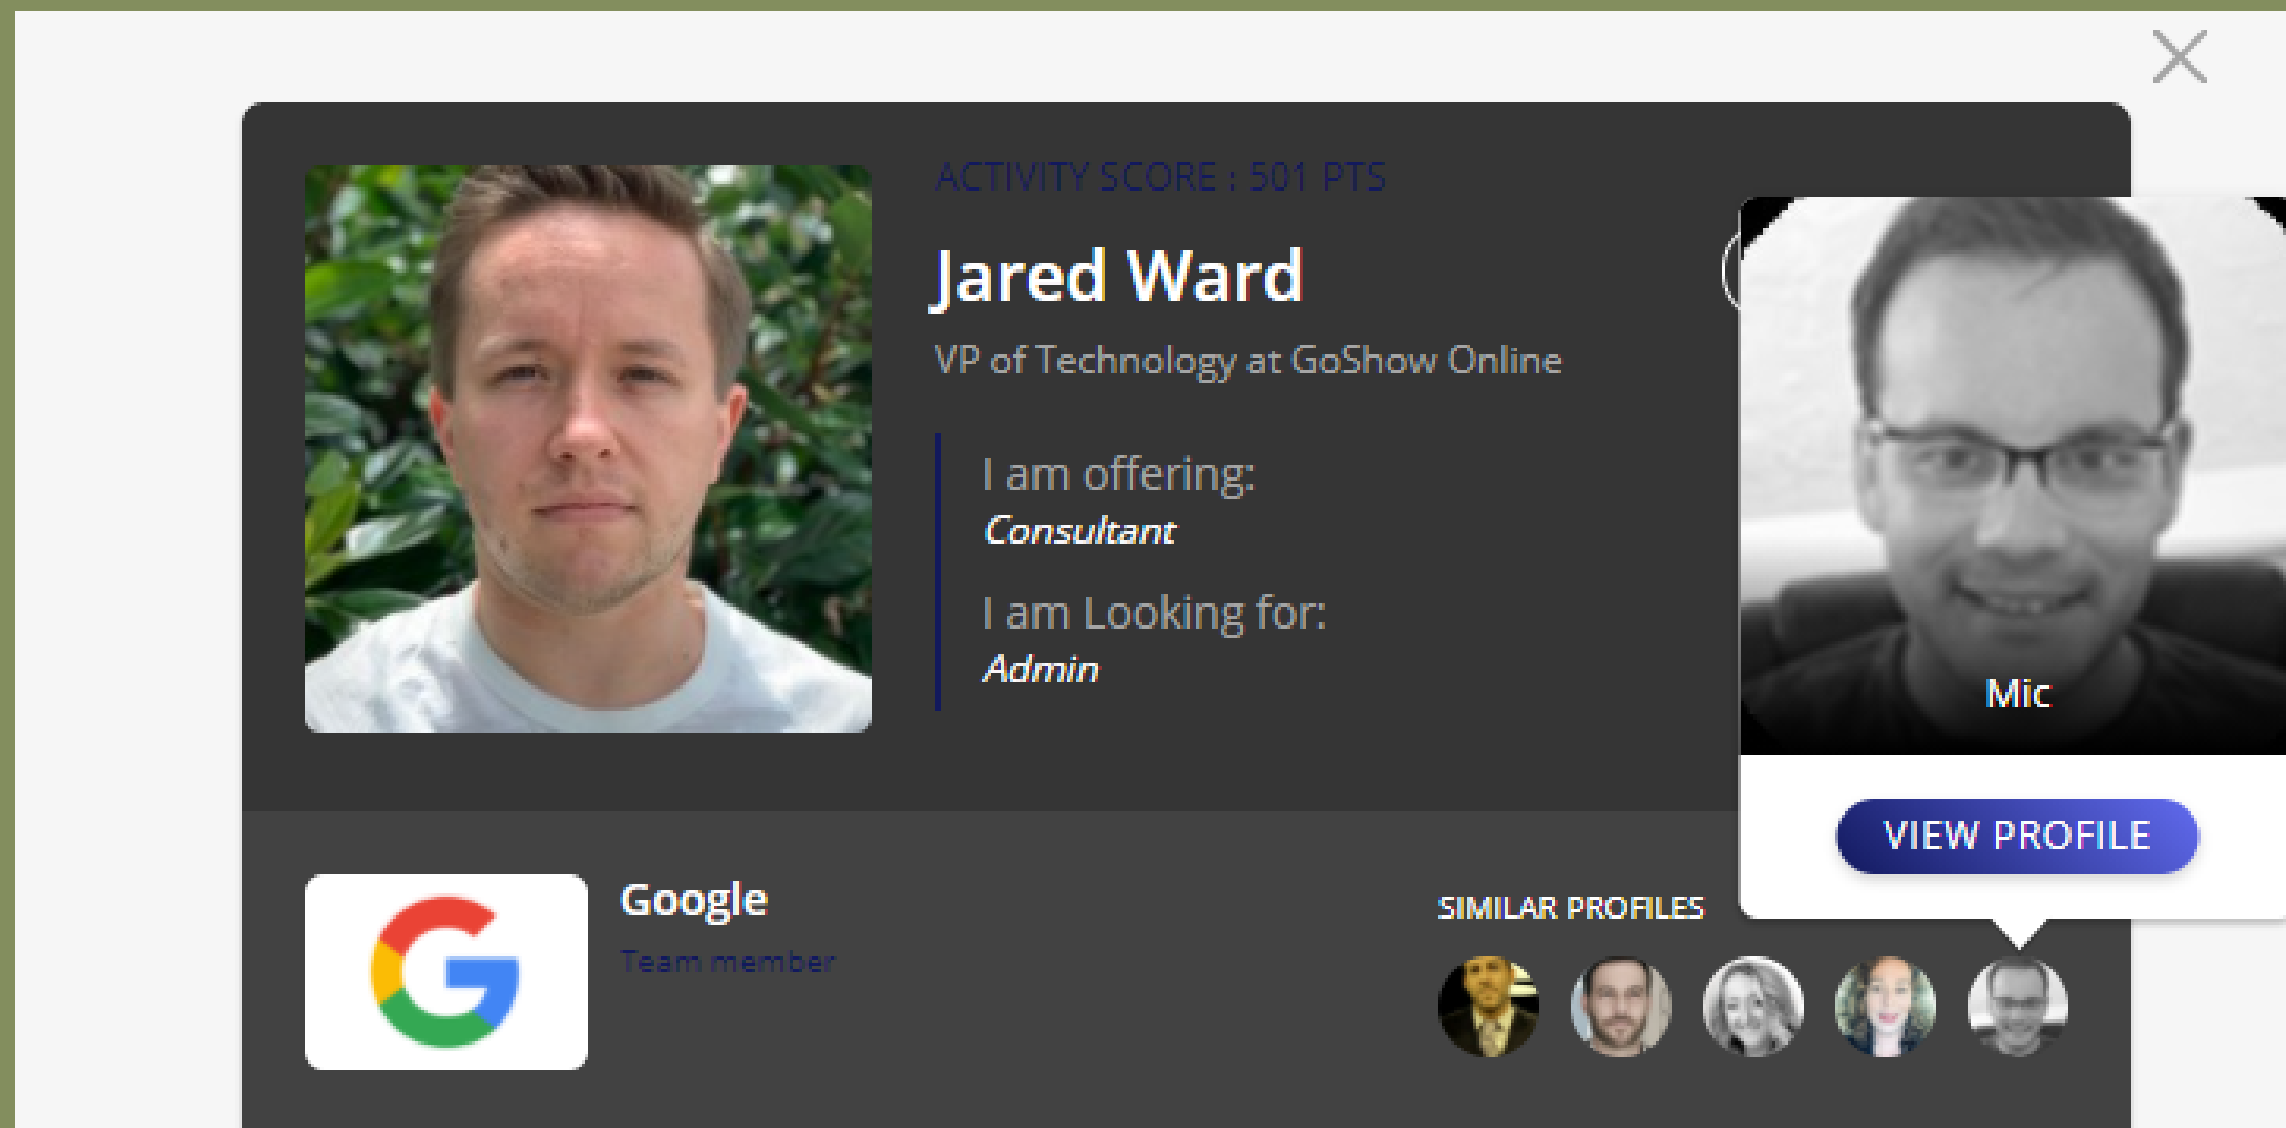 ACTIVITY SCORE : 501 PTS
Jared Ward
VP of Technology at GoShow Online
I am offering:
Consultant
I am Looking for:
Admin
Mic
VIEW PROFILE
Google
Team member
SIMILAR PROFILES